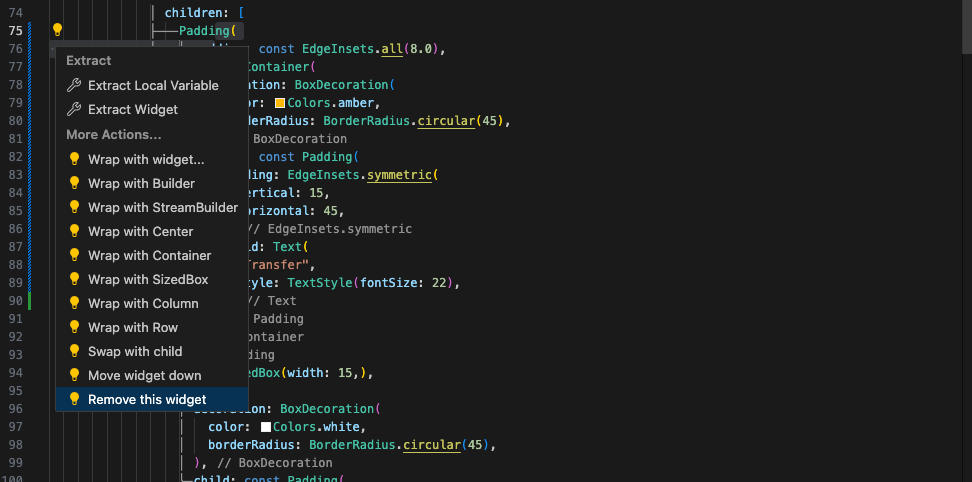 74 children: [
75 Padding(
76 const EdgeInsets.all(8.0),
Extract
77 Container(
Extract Local Variable
78 tion: BoxDecoration(
79 or: Colors.amber,
Extract Widget
80 derRadius: BorderRadius.circular(45),
More Actions...
81 BoxDecoration
Wrap with widget...
82 const Padding(
Wrap with Builder
83 ing: EdgeInsets.symmetric(
84 ertical: 15,
Wrap with StreamBuilder
85 orizontal: 45,
Wrap with Center
86 // EdgeInsets.symmetric
87 ld: Text(
Wrap with Container
88 Transfer",
Wrap with SizedBox
89 tyle: TextStyle(fontSize: 22),
90 // Text
Wrap with Column
91 Padding
Wrap with Row
92 ontainer
93 ding
Swap with child
94 edBox(width: 15,),
Move widget down
95
Remove this widget
96 decoration: BoxDecoration(
97 color: Colors.white,
98 borderRadius: BorderRadius.circular(45),
99 ), // BoxDecoration
100 child: const Padding(